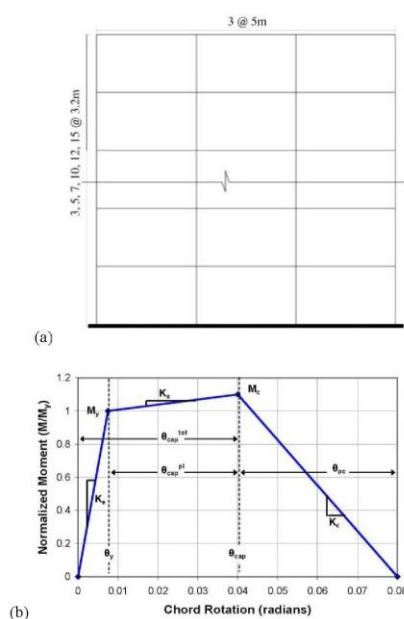 3 @ 5m
3, 5, 7, 10, 12, 15 @ 3.2m
(a)
1.2
1
0.8
0.6
0.4
0.2
0
Normalized Moment (M/My)
My
Ks
Mc
θcap tot
θcap pl
θpc
Ke
Kc
θy
θcap
0 0.01 0.02 0.03 0.04 0.05 0.06 0.07 0.08
Chord Rotation (radians)
(b)